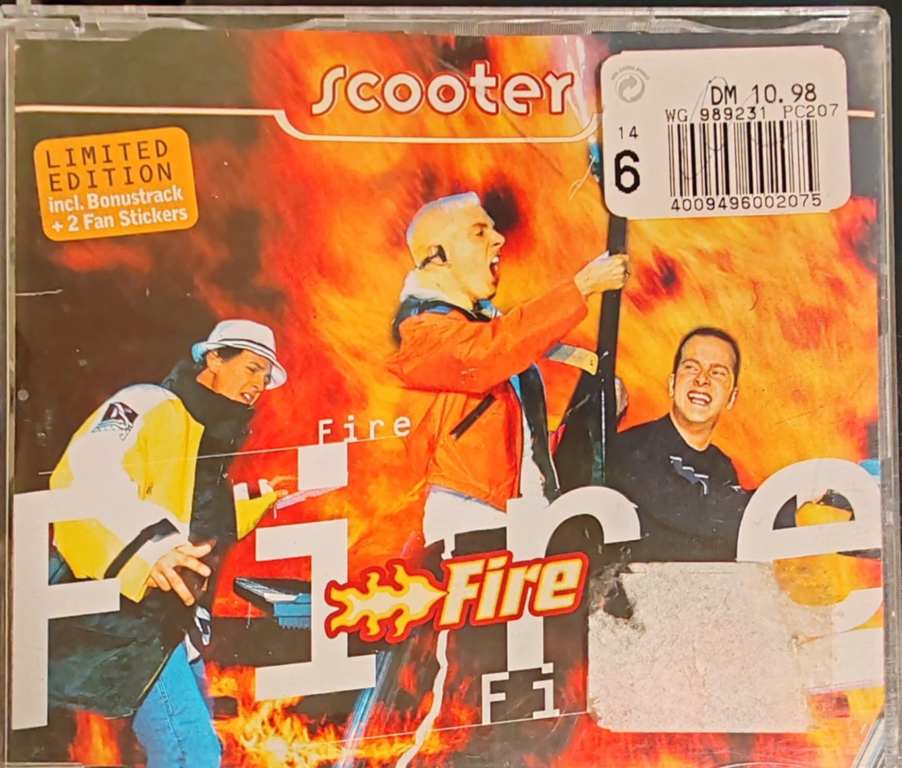 Scooter
DM 10.98
WG 989231 PC207
14
6
4009496002075
LIMITED
EDITION
incl. Bonustrack
+ 2 Fan Stickers
Fire
Fire
Fire
Fi